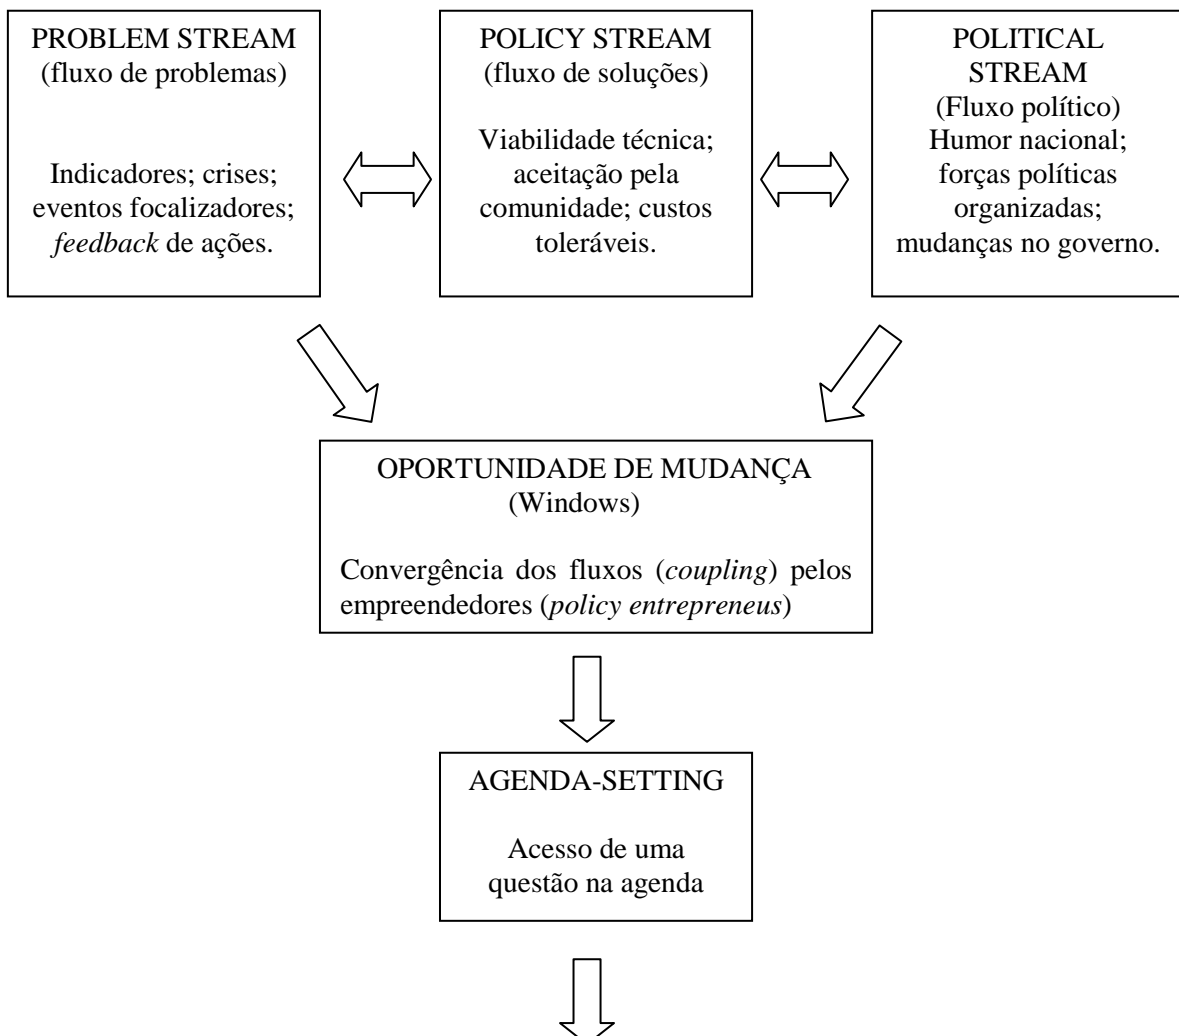 PROBLEM STREAM
(fluxo de problemas)
Indicadores; crises;
eventos focalizadores;
feedback de ações.
POLICY STREAM
(fluxo de soluções)
Viabilidade técnica;
aceitação pela
comunidade; custos
toleráveis.
POLITICAL
STREAM
(Fluxo político)
Humor nacional;
forças políticas
organizadas;
mudanças no governo.
OPORTUNIDADE DE MUDANÇA
(Windows)
Convergência dos fluxos (coupling) pelos
empreendedores (policy entrepreneus)
AGENDA-SETTING
Acesso de uma
questão na agenda